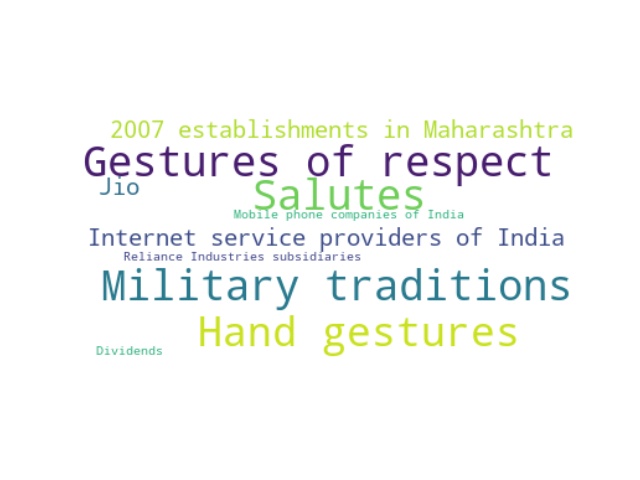 2007 establishments in Maharashtra
Gestures of respect
Jio
Salutes
Mobile phone companies of India
Internet service providers of India
Reliance Industries subsidiaries
Military traditions
Hand gestures
Dividends